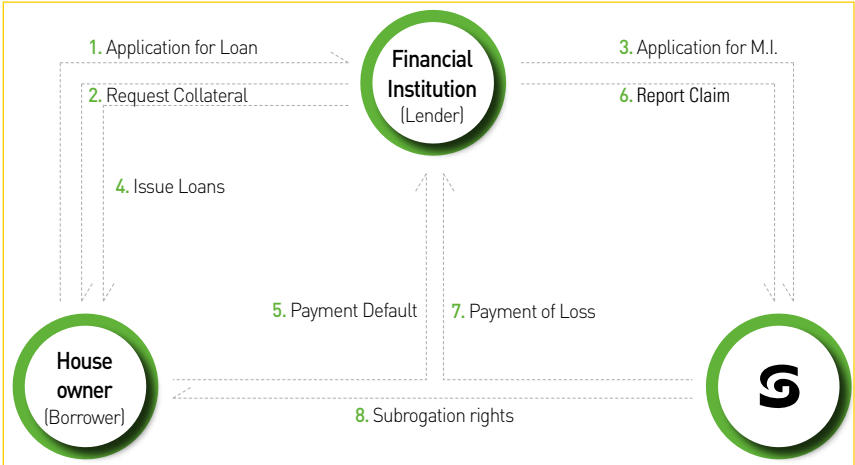 1. Application for Loan
2. Request Collateral
Financial
Institution
(Lender)
3. Application for M.I.
6. Report Claim
4. Issue Loans
5. Payment Default
7. Payment of Loss
House
owner
(Borrower)
8. Subrogation rights